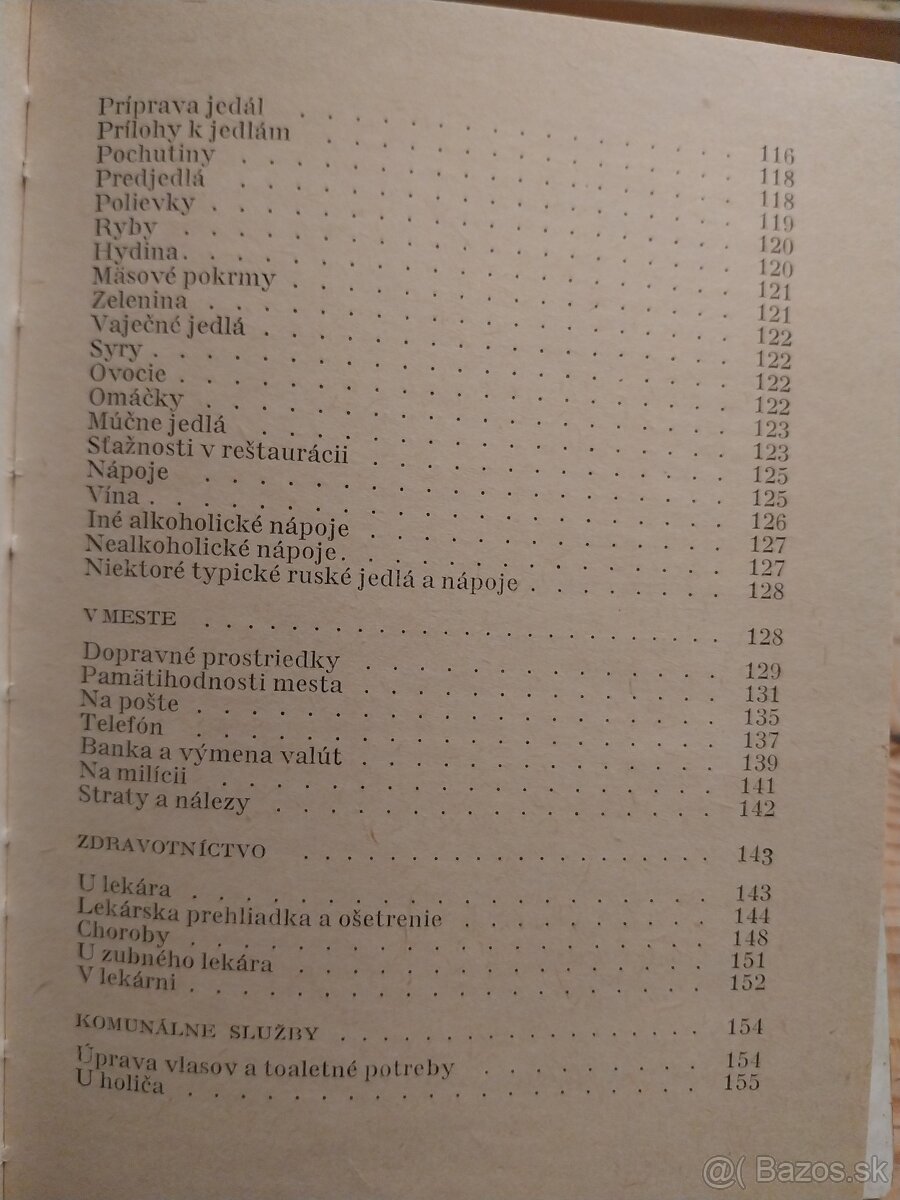 Príprava jedál . . . . . . . . . . . . . . . . 116
Prílohy k jedlám . . . . . . . . . . . . . . . . 118
Pochutiny . . . . . . . . . . . . . . . . 118
Predjedlá . . . . . . . . . . . . . . . . 119
Polievky . . . . . . . . . . . . . . . . 120
Ryby . . . . . . . . . . . . . . . . 120
Hydina . . . . . . . . . . . . . . . . 121
Mäsové pokrmy . . . . . . . . . . . . . . . . 121
Zelenina . . . . . . . . . . . . . . . . 122
Vaječné jedlá . . . . . . . . . . . . . . . . 122
Syry . . . . . . . . . . . . . . . . 122
Ovocie . . . . . . . . . . . . . . . . 122
Omáčky . . . . . . . . . . . . . . . . 123
Múčne jedlá . . . . . . . . . . . . . . . . 123
Sťažnosti v reštaurácii . . . . . . . . . . . . 125
Nápoje . . . . . . . . . . . . . . . . 125
Vína . . . . . . . . . . . . . . . . 126
Iné alkoholické nápoje . . . . . . . . . . . . 127
Nealkoholické nápoje . . . . . . . . . . . . 127
Niektoré typické ruské jedlá a nápoje . . . . . . . 128
V MESTE . . . . . . . . . . . . . . . . 128
Dopravné prostriedky . . . . . . . . . . . . 129
Pamätihodnosti mesta . . . . . . . . . . . . 131
Na pošte . . . . . . . . . . . . . . . . 135
Telefón . . . . . . . . . . . . . . . . 137
Banka a výmena valút . . . . . . . . . . . . 139
Na milícii . . . . . . . . . . . . . . . . 141
Straty a nálezy . . . . . . . . . . . . . . . . 142
ZDRAVOTNÍCTVO . . . . . . . . . . . . 143
U lekára . . . . . . . . . . . . . . . . 143
Lekárska prehliadka a ošetrenie . . . . . . . . . 144
Choroby . . . . . . . . . . . . . . . . 148
U zubného lekára . . . . . . . . . . . . . . 151
V lekárni . . . . . . . . . . . . . . . . 152
KOMUNÁLNE SLUŽBY . . . . . . . . . . . . 154
Úprava vlasov a toaletné potreby . . . . . . . . 154
U holiča . . . . . . . . . . . . . . . . 155
@( Bazos.sk